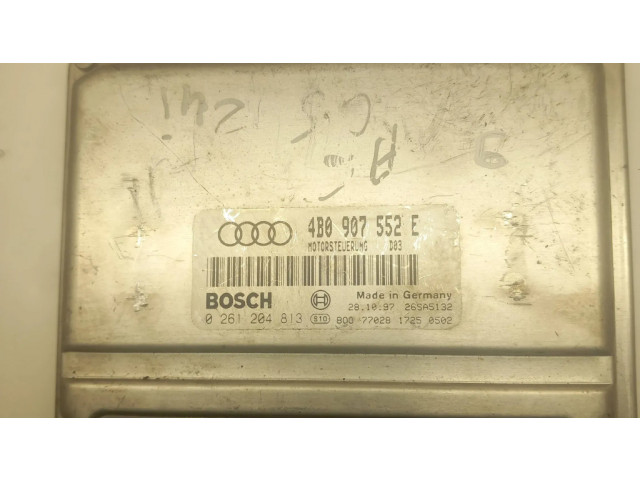 4B0 907 552 E
MOTORSTEUERUNG D03
BOSCH Made in Germany
28.10.97 26SA5132
0 261 204 813 S10 800 77028 1725 0502